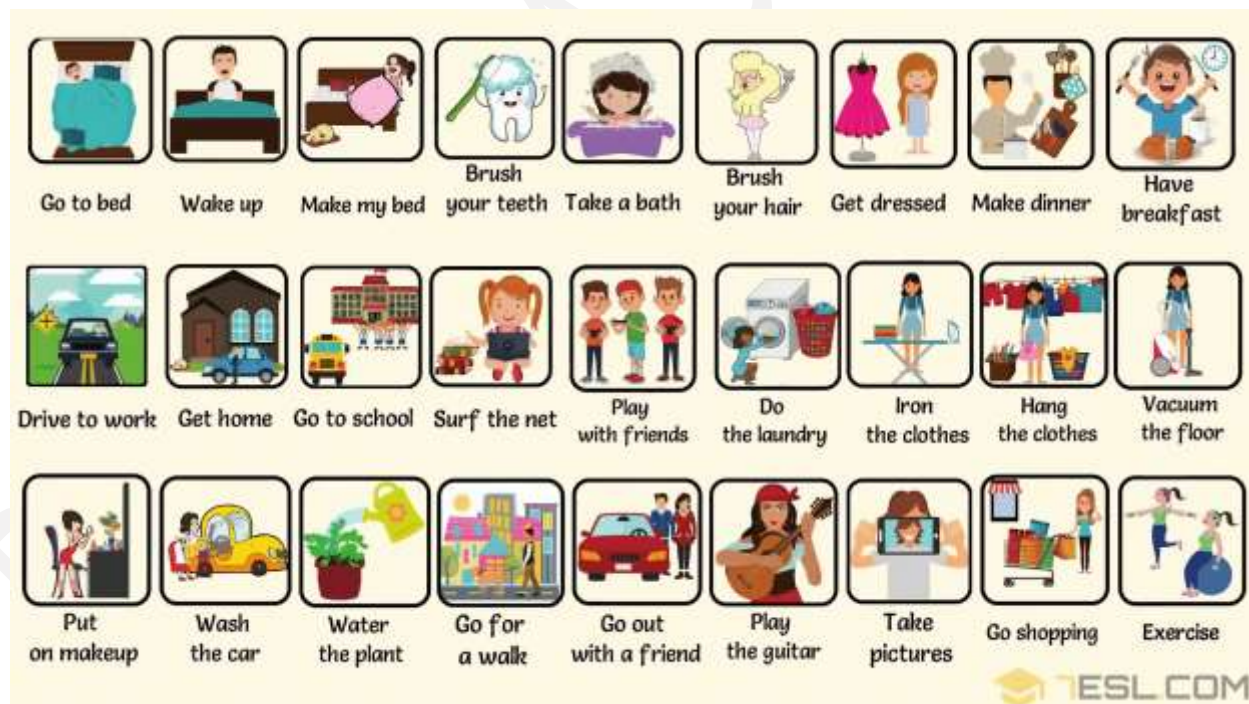 Go to bed
Wake up
Make my bed
Brush
your teeth
Take a bath
Brush
your hair
Get dressed
Make dinner
Have
breakfast
Drive to work
Get home
Go to school
Surf the net
Play
with friends
Do
the laundry
Iron
the clothes
Hang
the clothes
Vacuum
the floor
Put
on makeup
Wash
the car
Water
the plant
Go for
a walk
Go out
with a friend
Play
the guitar
Take
pictures
Go shopping
Exercise
7ESL.COM